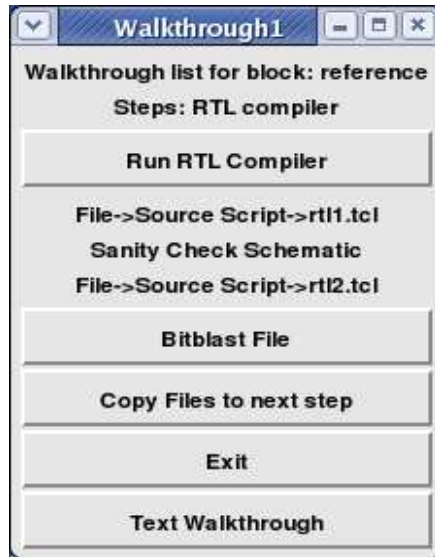 Walkthrough1
Walkthrough list for block: reference
Steps: RTL compiler
Run RTL Compiler
File->Source Script->rtl1.tcl
Sanity Check Schematic
File->Source Script->rtl2.tcl
Bitblast File
Copy Files to next step
Exit
Text Walkthrough